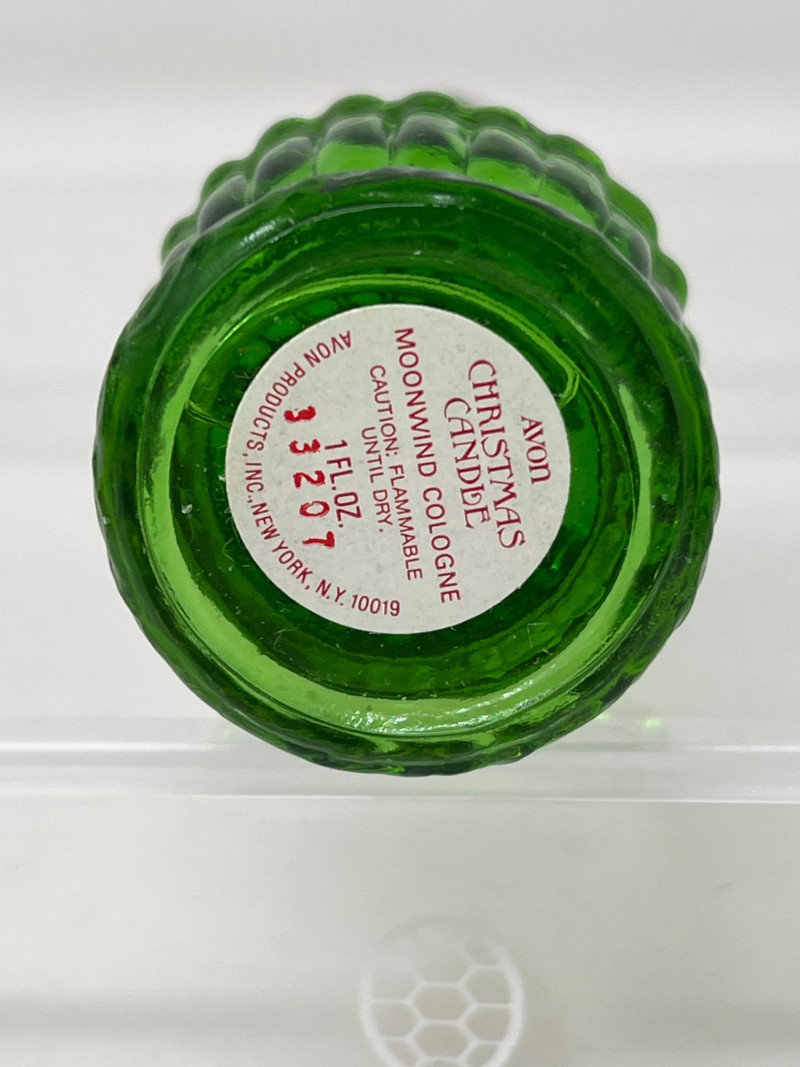 AVON
CHRISTMAS
CANDLE
MOONWIND COLOGNE
CAUTION: FLAMMABLE
UNTIL DRY.
1 FL.OZ.
33207
AVON PRODUCTS, INC. NEW YORK, N.Y. 10019